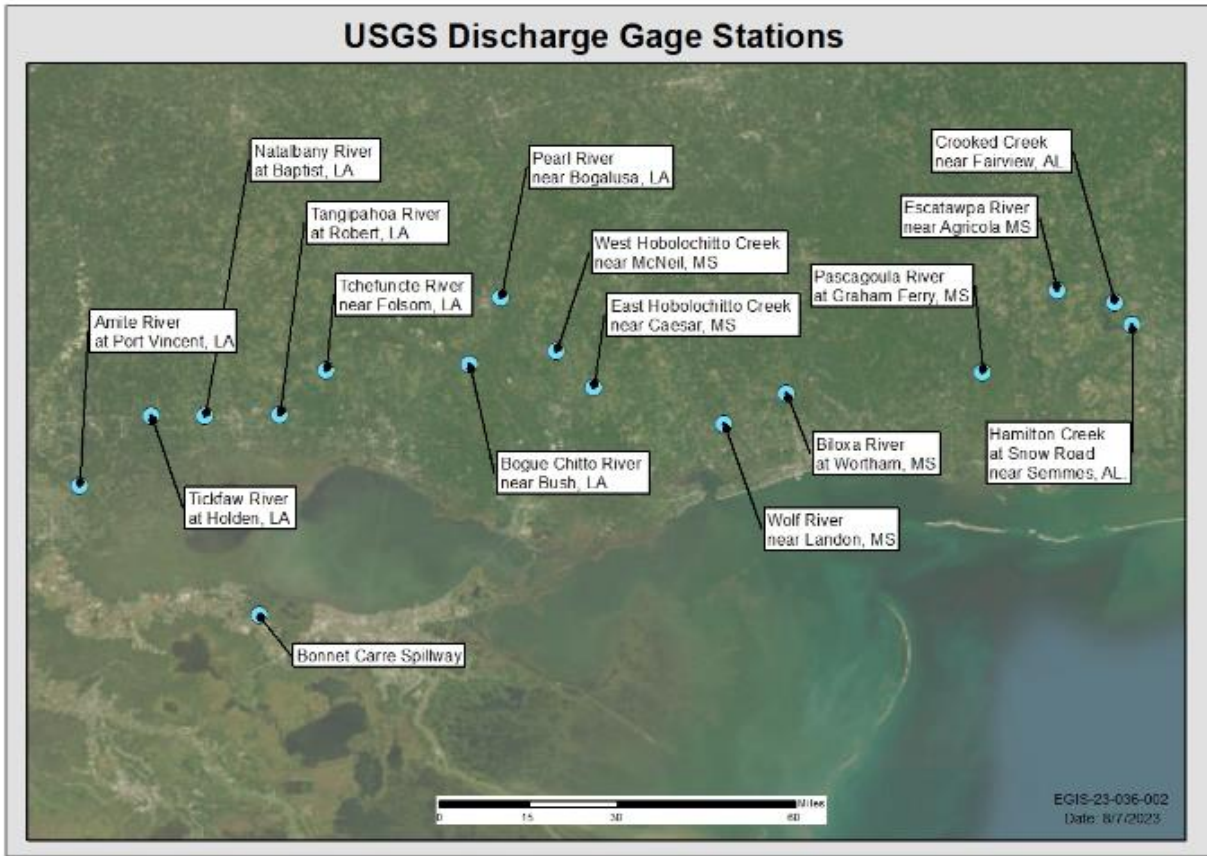 USGS Discharge Gage Stations
Natalbany River
at Baptist, LA
Pearl River
near Bogalusa, LA
Crooked Creek
near Fairview, AL
Tangipahoa River
at Robert, LA
Escatawpa River
near Agricola MS
West Hobolochitto Creek
near McNeil, MS
Tchefuncte River
near Folsom, LA
Pascagoula River
at Graham Ferry, MS
East Hobolochitto Creek
near Caesar, MS
Amite River
at Port Vincent, LA
Bogue Chitto River
near Bush, LA
Biloxa River
at Wortham, MS
Hamilton Creek
at Snow Road
near Semmes, AL.
Tickfaw River
at Holden, LA
Wolf River
near Landon, MS
Bonnet Carre Spillway
Miles
0 15 30 60
EGIS-23-036-002
Date: 8/7/2023